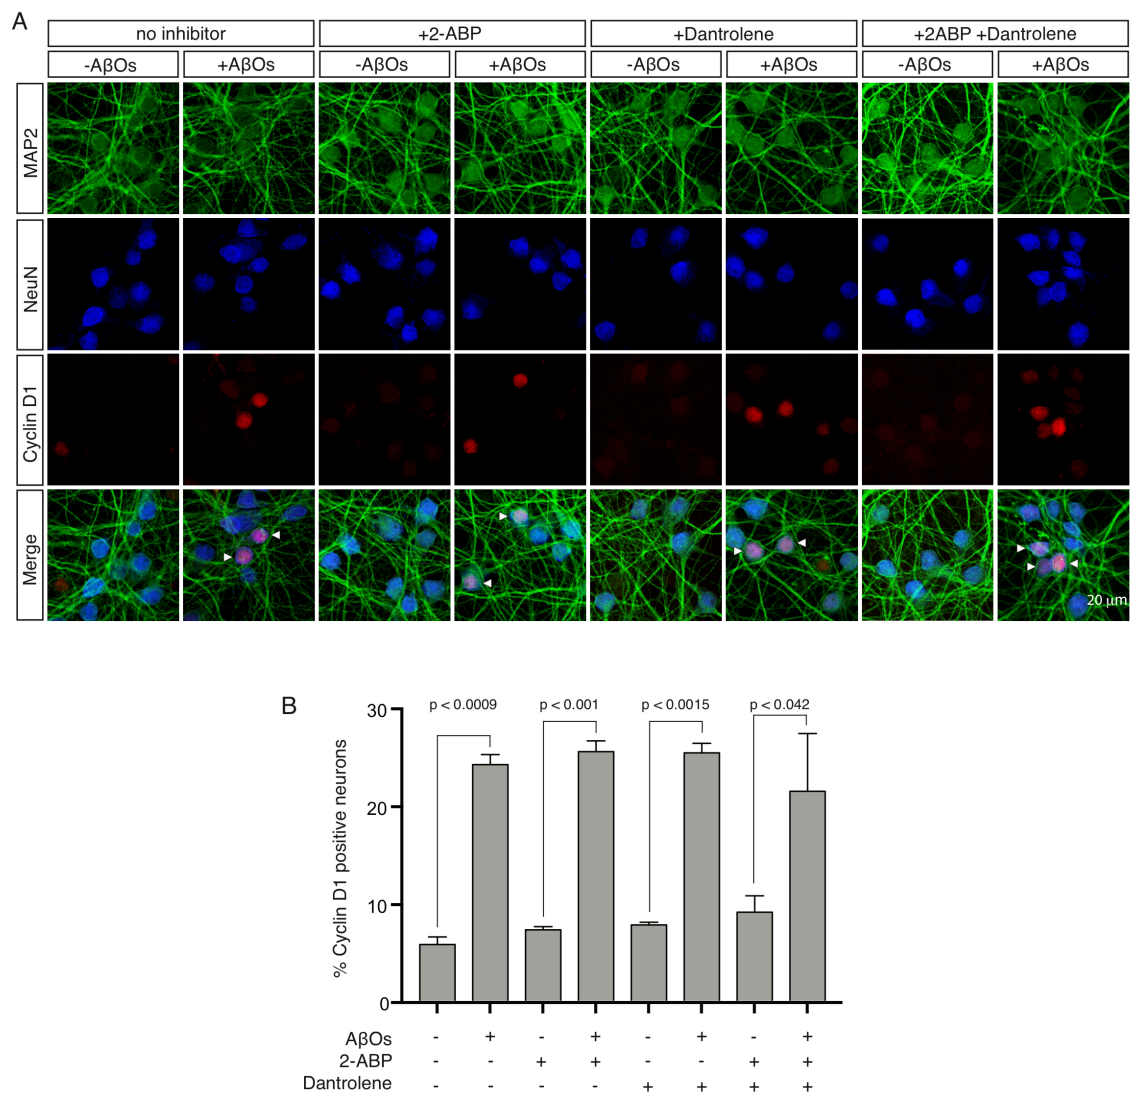 A
no inhibitor +2-ABP +Dantrolene +2ABP +Dantrolene
-AβOs +AβOs -AβOs +AβOs -AβOs +AβOs -AβOs +AβOs
MAP2
NeuN
Cyclin D1
Merge
20 μm
B
p < 0.0009 p < 0.001 p < 0.0015 p < 0.042
% Cyclin D1 positive neurons
30
20
10
0
AβOs - + - + - + - +
2-ABP - - + + - - + +
Dantrolene - - - - + + + +